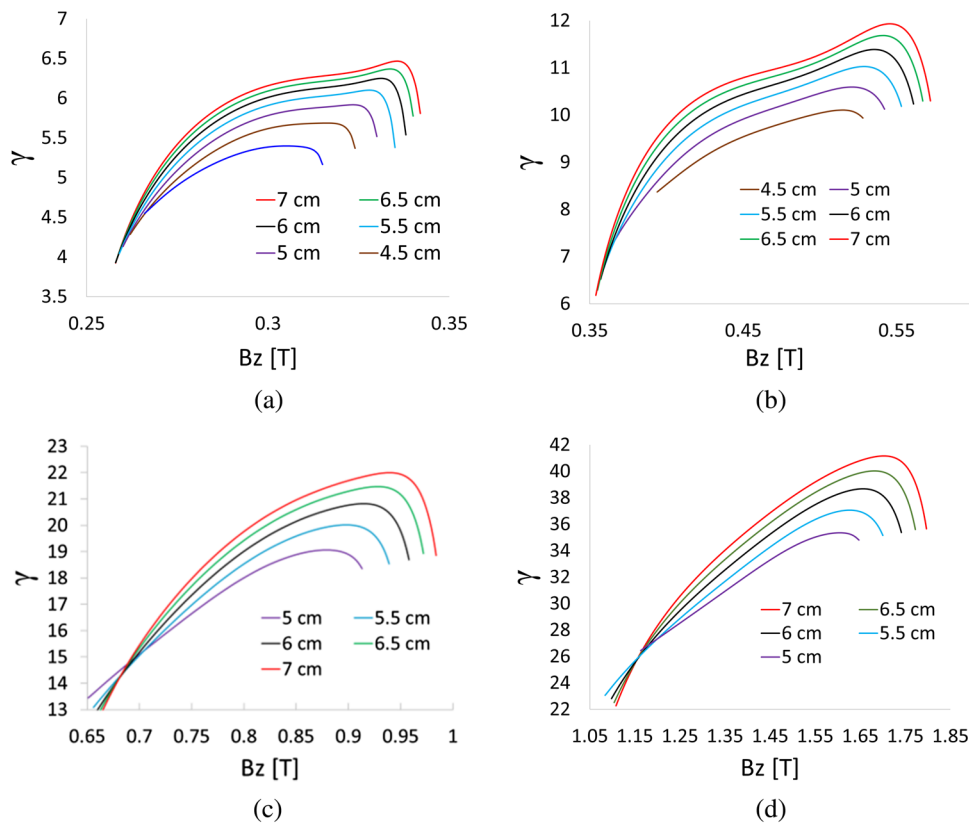 7
6.5
6
5.5
5
4.5
4
3.5
γ
7 cm 6.5 cm
6 cm 5.5 cm
5 cm 4.5 cm
0.25 0.3 0.35
Bz [T]
(a)
12
11
10
9
8
7
6
γ
4.5 cm 5 cm
5.5 cm 6 cm
6.5 cm 7 cm
0.35 0.45 0.55
Bz [T]
(b)
23
22
21
20
19
18
17
16
15
14
13
γ
5 cm 5.5 cm
6 cm 6.5 cm
7 cm
0.65 0.7 0.75 0.8 0.85 0.9 0.95 1
Bz [T]
(c)
42
40
38
36
34
32
30
28
26
24
22
γ
7 cm 6.5 cm
6 cm 5.5 cm
5 cm
1.05 1.15 1.25 1.35 1.45 1.55 1.65 1.75 1.85
Bz [T]
(d)